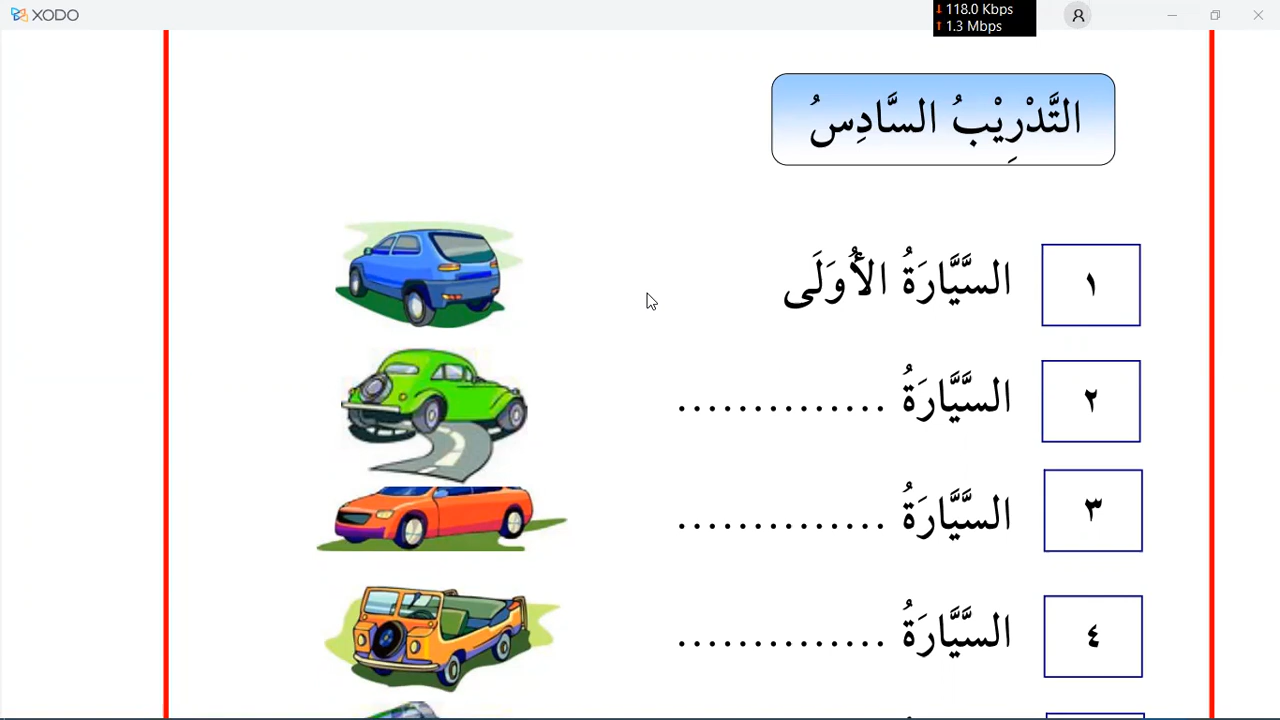 XODO
↓ 118.0 Kbps
↑ 1.3 Mbps
التَّدْرِيْبُ السَّادِسُ
١ السَّيَّارَةُ الأُوَلَى
٢ السَّيَّارَةُ ..............
٣ السَّيَّارَةُ ..............
٤ السَّيَّارَةُ ..............